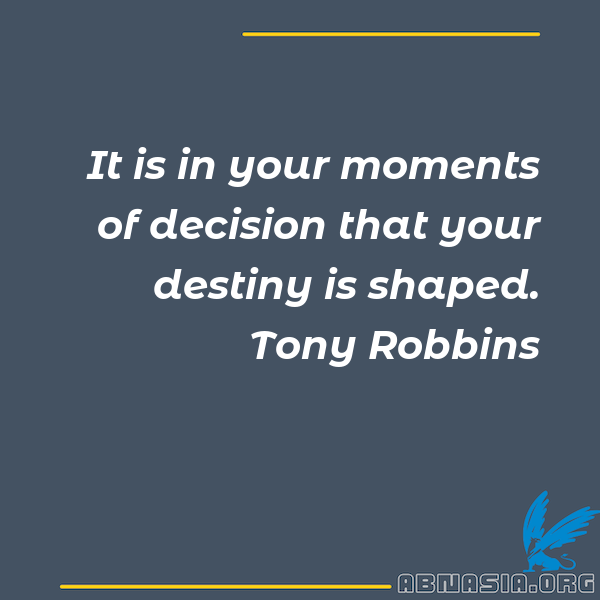 It is in your moments
of decision that your
destiny is shaped.
Tony Robbins
ABNASIA.ORG